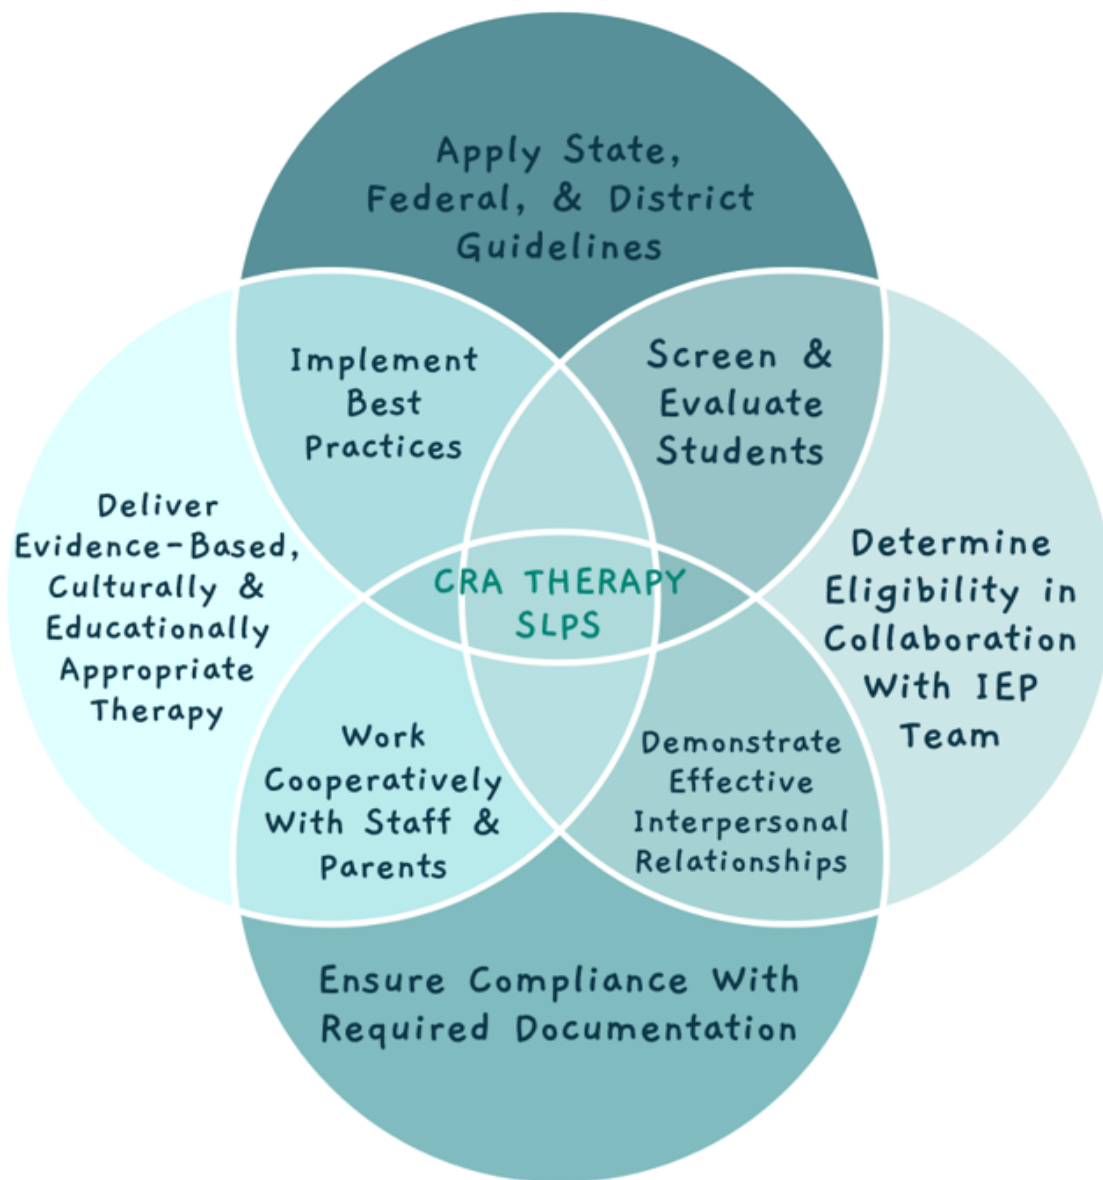 Apply State,
Federal, & District
Guidelines
Implement
Best
Practices
Screen &
Evaluate
Students
Deliver
Evidence-Based,
Culturally &
Educationally
Appropriate
Therapy
CRA THERAPY
SLPS
Determine
Eligibility in
Collaboration
With IEP
Team
Work
Cooperatively
With Staff &
Parents
Demonstrate
Effective
Interpersonal
Relationships
Ensure Compliance With
Required Documentation